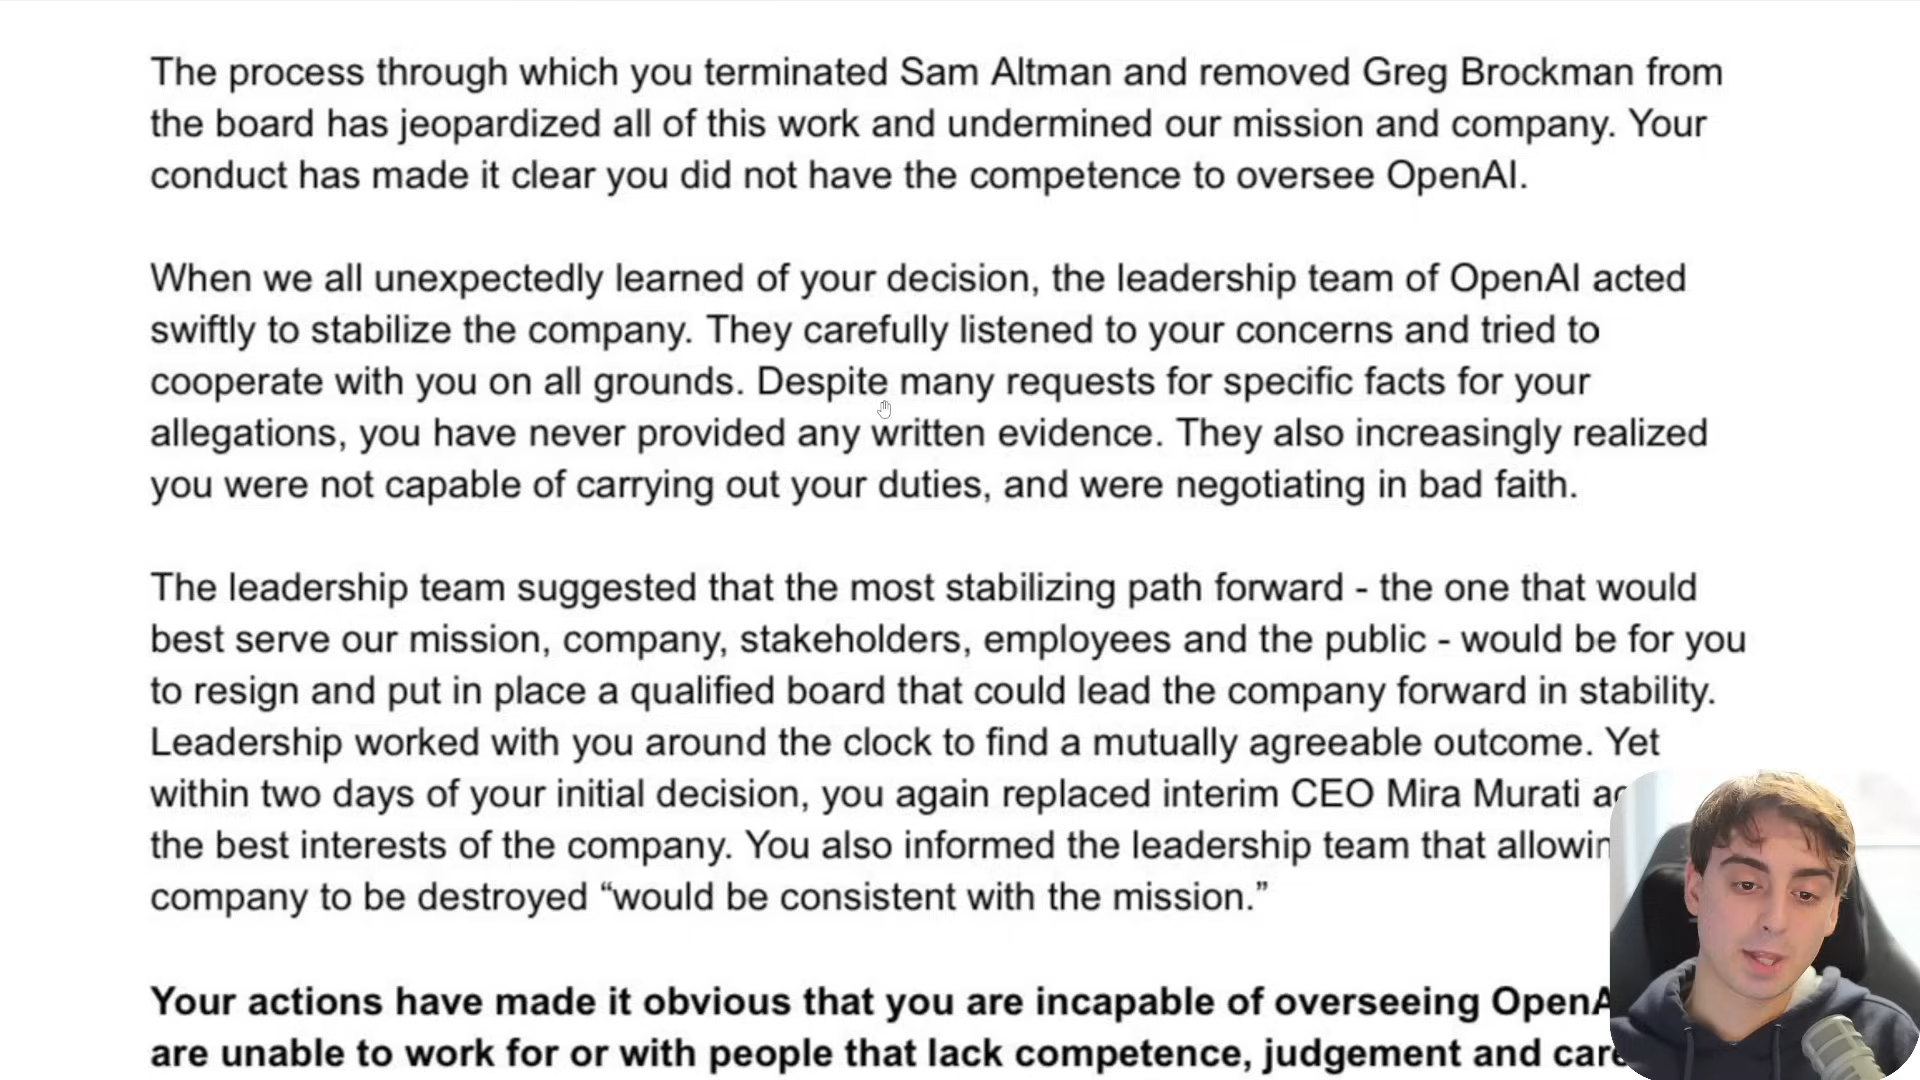 The process through which you terminated Sam Altman and removed Greg Brockman from
the board has jeopardized all of this work and undermined our mission and company. Your
conduct has made it clear you did not have the competence to oversee OpenAI.
When we all unexpectedly learned of your decision, the leadership team of OpenAI acted
swiftly to stabilize the company. They carefully listened to your concerns and tried to
cooperate with you on all grounds. Despite many requests for specific facts for your
allegations, you have never provided any written evidence. They also increasingly realized
you were not capable of carrying out your duties, and were negotiating in bad faith.
The leadership team suggested that the most stabilizing path forward - the one that would
best serve our mission, company, stakeholders, employees and the public - would be for you
to resign and put in place a qualified board that could lead the company forward in stability.
Leadership worked with you around the clock to find a mutually agreeable outcome. Yet
within two days of your initial decision, you again replaced interim CEO Mira Murati
the best interests of the company. You also informed the leadership team that
company to be destroyed “would be consistent with the mission.”
Your actions have made it obvious that you are incapable of overseeing
are unable to work for or with people that lack competence, judgement and